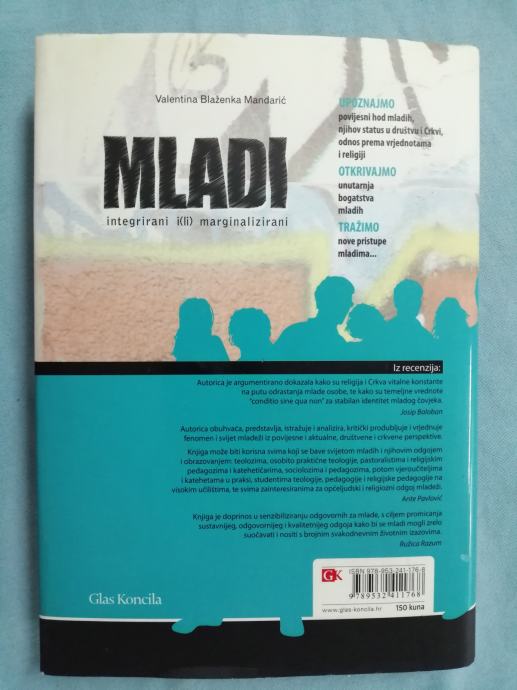 Valentina Blaženka Mandarić
MLADI
integrirani i(li) marginalizirani
UPOZNAJMO
povijesni hod mladih,
njihov status u društvu i Crkvi,
odnos prema vrjednotama
i religiji
OTKRIVAJMO
unutarnja
bogatstva
mladih
TRAŽIMO
nove pristupe
mladima...
Iz recenzija:
Autorica je argumentirano dokazala kako su religija i Crkva vitalne konstante
na putu odrastanja mlade osobe, te kako su temeljne vrednote
"conditio sine qua non" za stabilan identitet mladog čovjeka.
Josip Baloban
Autorica obuhvaća, predstavlja, istražuje i analizira, kritički produbljuje i vrjednuje
fenomen i svijet mladeži iz povijesne i aktualne, društvene i crkvene perspektive.
Knjiga može biti korisna svima koji se bave svijetom mladih i njihovim odgojem
i obrazovanjem: teolozima, osobito praktične teologije, pastoralistima i religijskim
pedagozima i katehetičarima, sociolozima i pedagozima, potom vjeroučiteljima
i katehetama u praksi, studentima teologije, pedagogije i religijske pedagogije na
visokim učilištima, te svima zainteresiranima za općeljudski i religiozni odgoj mladeži.
Ante Pavlović
Knjiga je doprinos u senzibiliziranju odgovornih za mlade, s ciljem promicanja
sustavnijeg, odgovornijeg i kvalitetnijeg odgoja kako bi se mladi mogli zrelo
suočavati i nositi s brojnim svakodnevnim životnim izazovima.
Ružica Razum
Glas Koncila
GK
ISBN 978-953-241-176-8
9789532411768
www.glas-koncila.hr
150 kuna